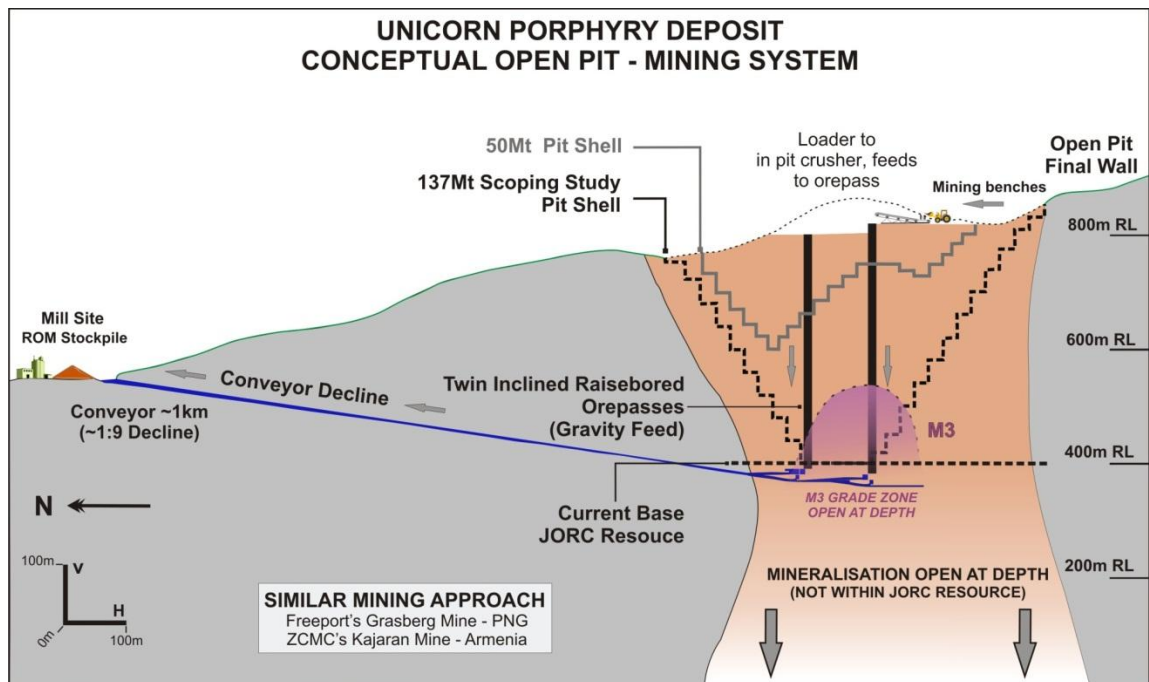 UNICORN PORPHYRY DEPOSIT
CONCEPTUAL OPEN PIT - MINING SYSTEM
50Mt Pit Shell
137Mt Scoping Study
Pit Shell
Loader to
in pit crusher, feeds
to orepass
Mining benches
Open Pit
Final Wall
800m RL
600m RL
400m RL
200m RL
Mill Site
ROM Stockpile
Conveyor Decline
Conveyor ~1km
(~1:9 Decline)
Twin Inclined Raisebored
Orepasses
(Gravity Feed)
M3
M3 GRADE ZONE
OPEN AT DEPTH
Current Base
JORC Resouce
N
100m
V
H
0m
100m
SIMILAR MINING APPROACH
Freeport's Grasberg Mine - PNG
ZCMC's Kajaran Mine - Armenia
MINERALISATION OPEN AT DEPTH
(NOT WITHIN JORC RESOURCE)